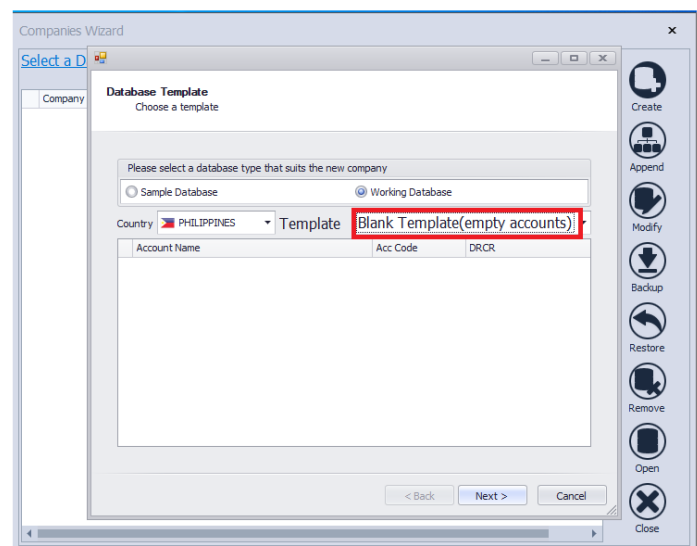 Companies Wizard
Select a D
Company
Database Template
Choose a template
Please select a database type that suits the new company
Sample Database
Working Database
Country PHILIPPINES Template Blank Template(empty accounts)
Account Name Acc Code DRCR
< Back Next > Cancel
Create
Append
Modify
Backup
Restore
Remove
Open
Close